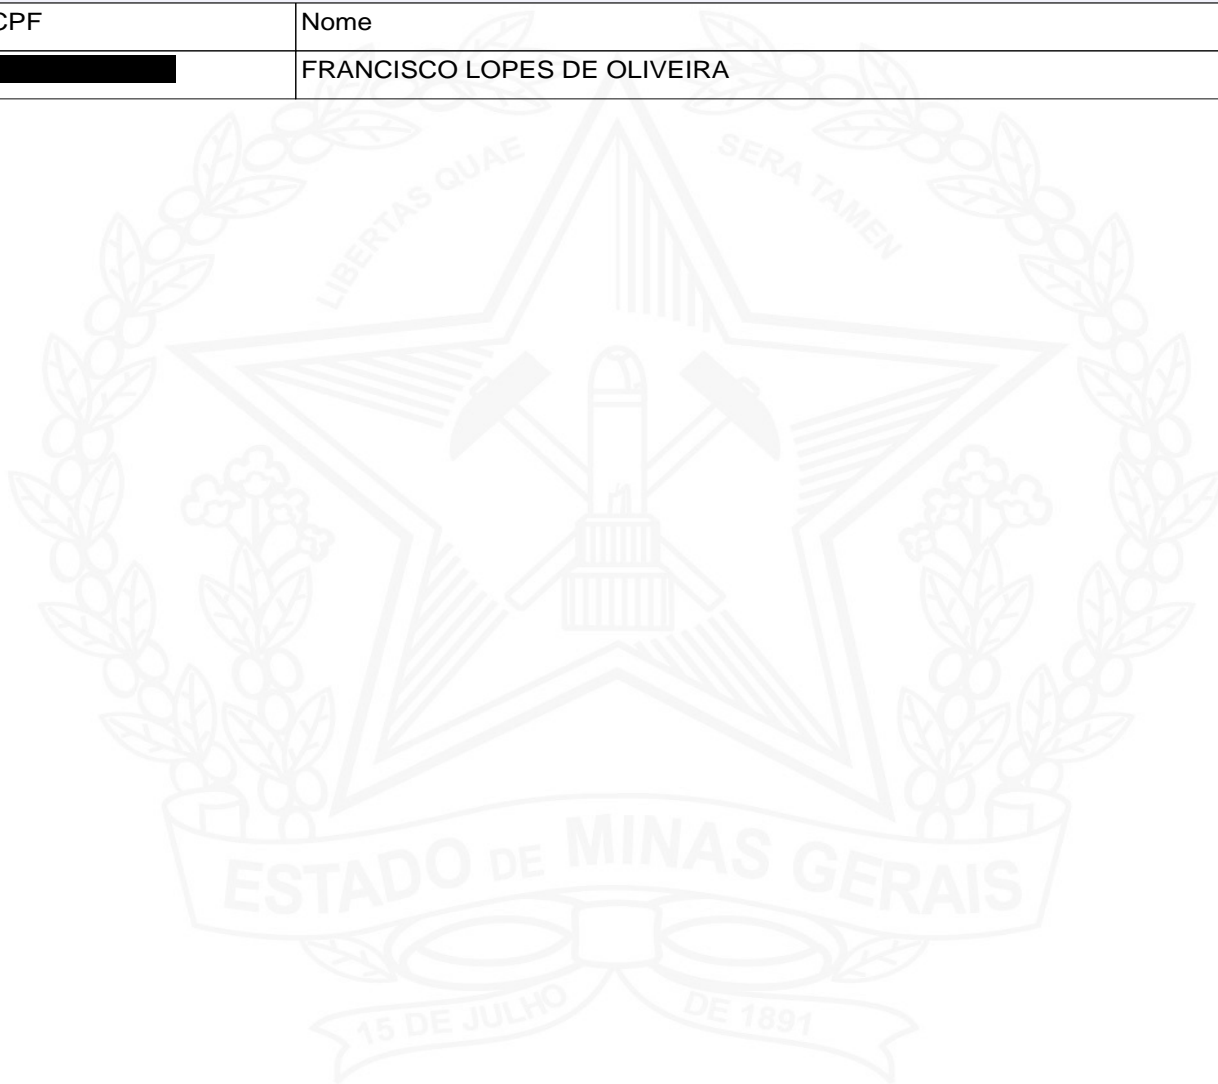 CPF Nome
FRANCISCO LOPES DE OLIVEIRA
LIBERTAS QUAE SERA TAMEN
ESTADO DE MINAS GERAIS
15 DE JULHO DE 1891